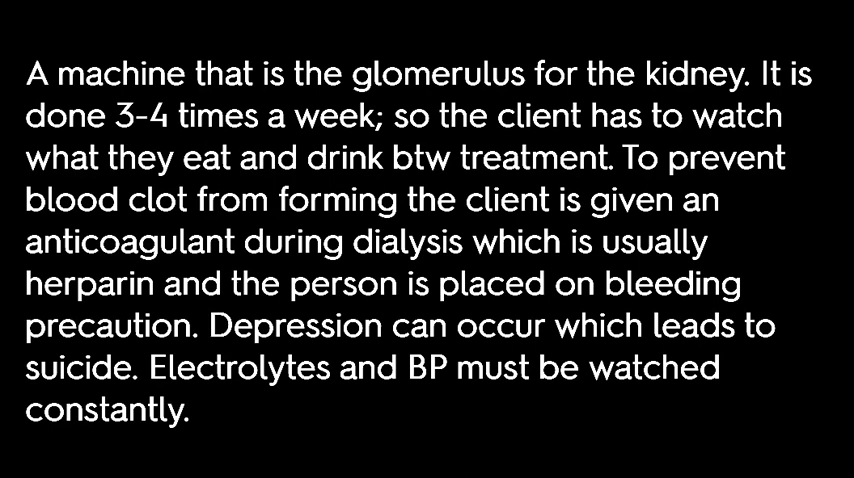 A machine that is the glomerulus for the kidney. It is
done 3-4 times a week; so the client has to watch
what they eat and drink btw treatment. To prevent
blood clot from forming the client is given an
anticoagulant during dialysis which is usually
herparin and the person is placed on bleeding
precaution. Depression can occur which leads to
suicide. Electrolytes and BP must be watched
constantly.